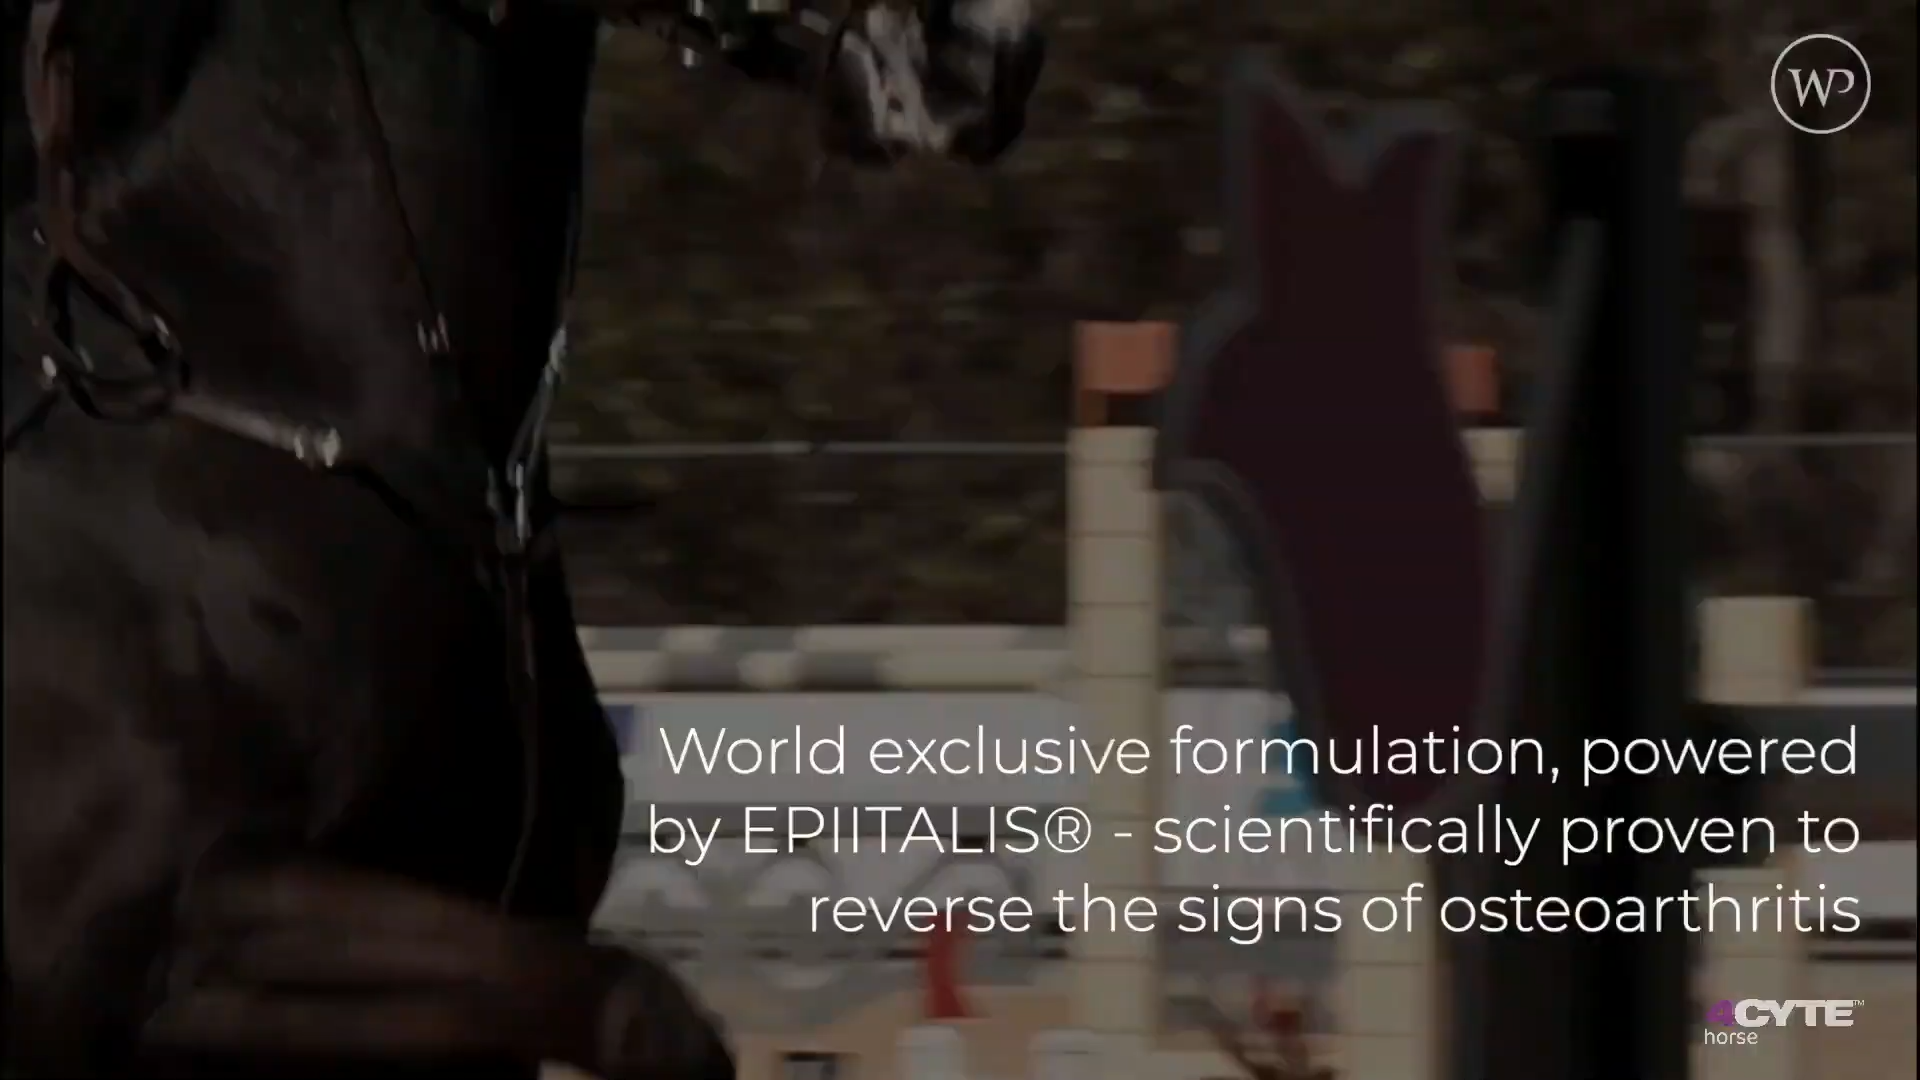 WP
World exclusive formulation, powered
by EPIITALIS® - scientifically proven to
reverse the signs of osteoarthritis
4CYTE™
horse